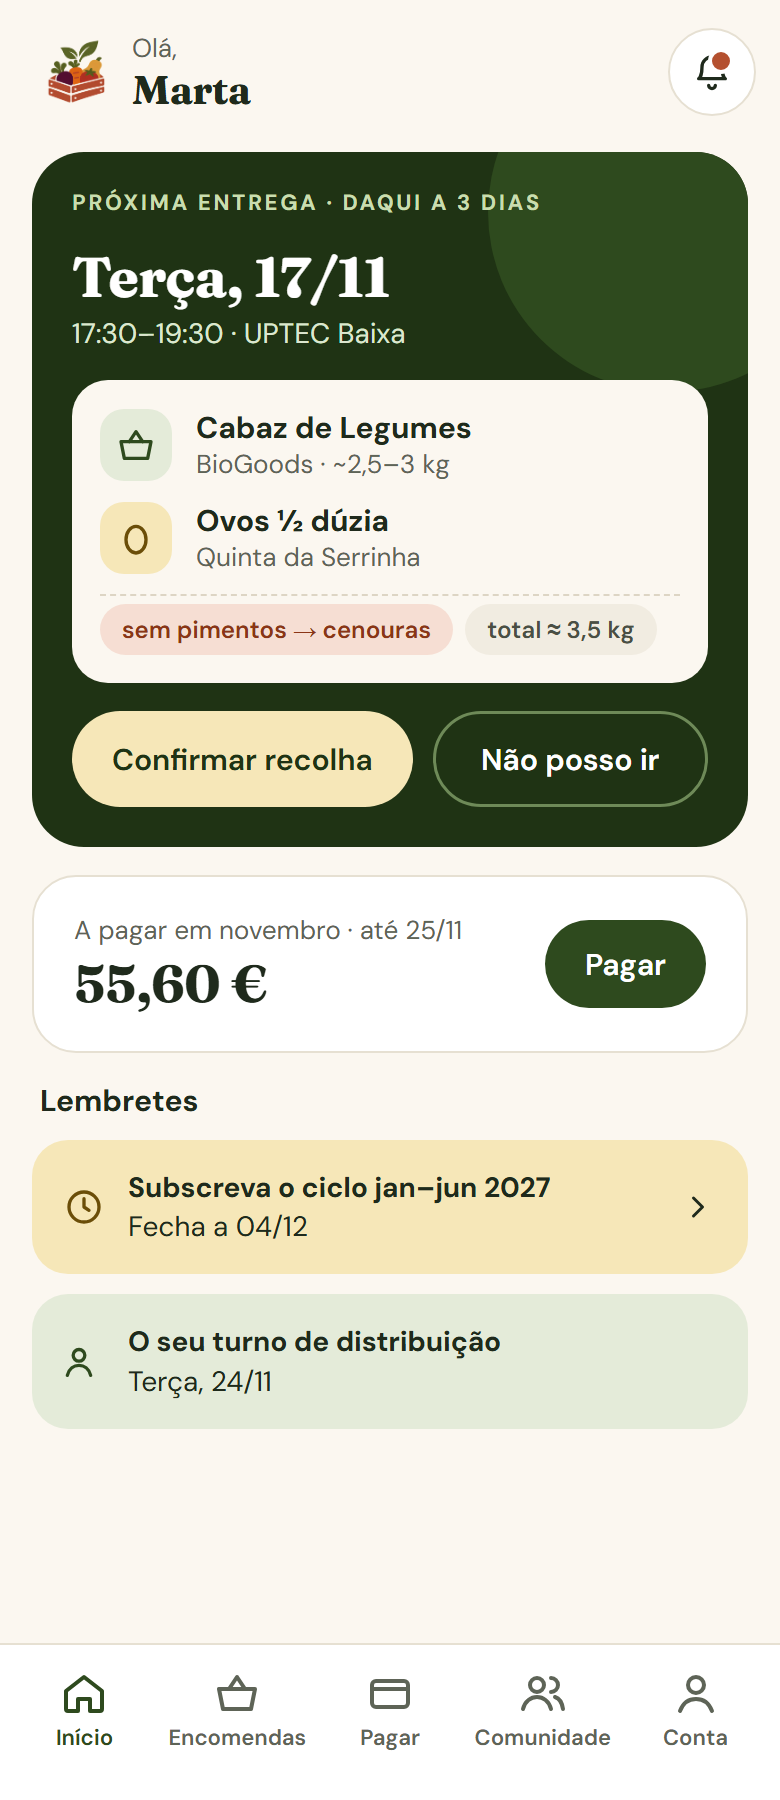 Olá,
Marta
PRÓXIMA ENTREGA · DAQUI A 3 DIAS
Terça, 17/11
17:30–19:30 · UPTEC Baixa
Cabaz de Legumes
BioGoods · ~2,5–3 kg
Ovos ½ dúzia
Quinta da Serrinha
sem pimentos → cenouras
total ≈ 3,5 kg
Confirmar recolha
Não posso ir
A pagar em novembro · até 25/11
55,60 €
Pagar
Lembretes
Subscreva o ciclo jan–jun 2027
Fecha a 04/12
O seu turno de distribuição
Terça, 24/11
Início
Encomendas
Pagar
Comunidade
Conta